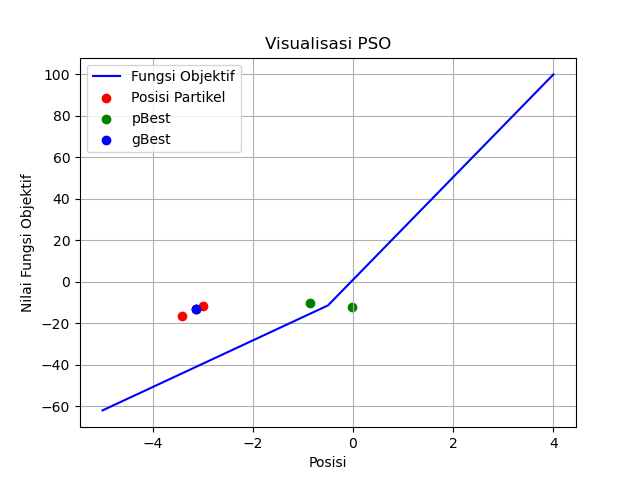 Visualisasi PSO
Fungsi Objektif
Posisi Partikel
pBest
gBest
100
80
60
40
20
0
−20
−40
−60
Nilai Fungsi Objektif
−4
−2
0
2
4
Posisi